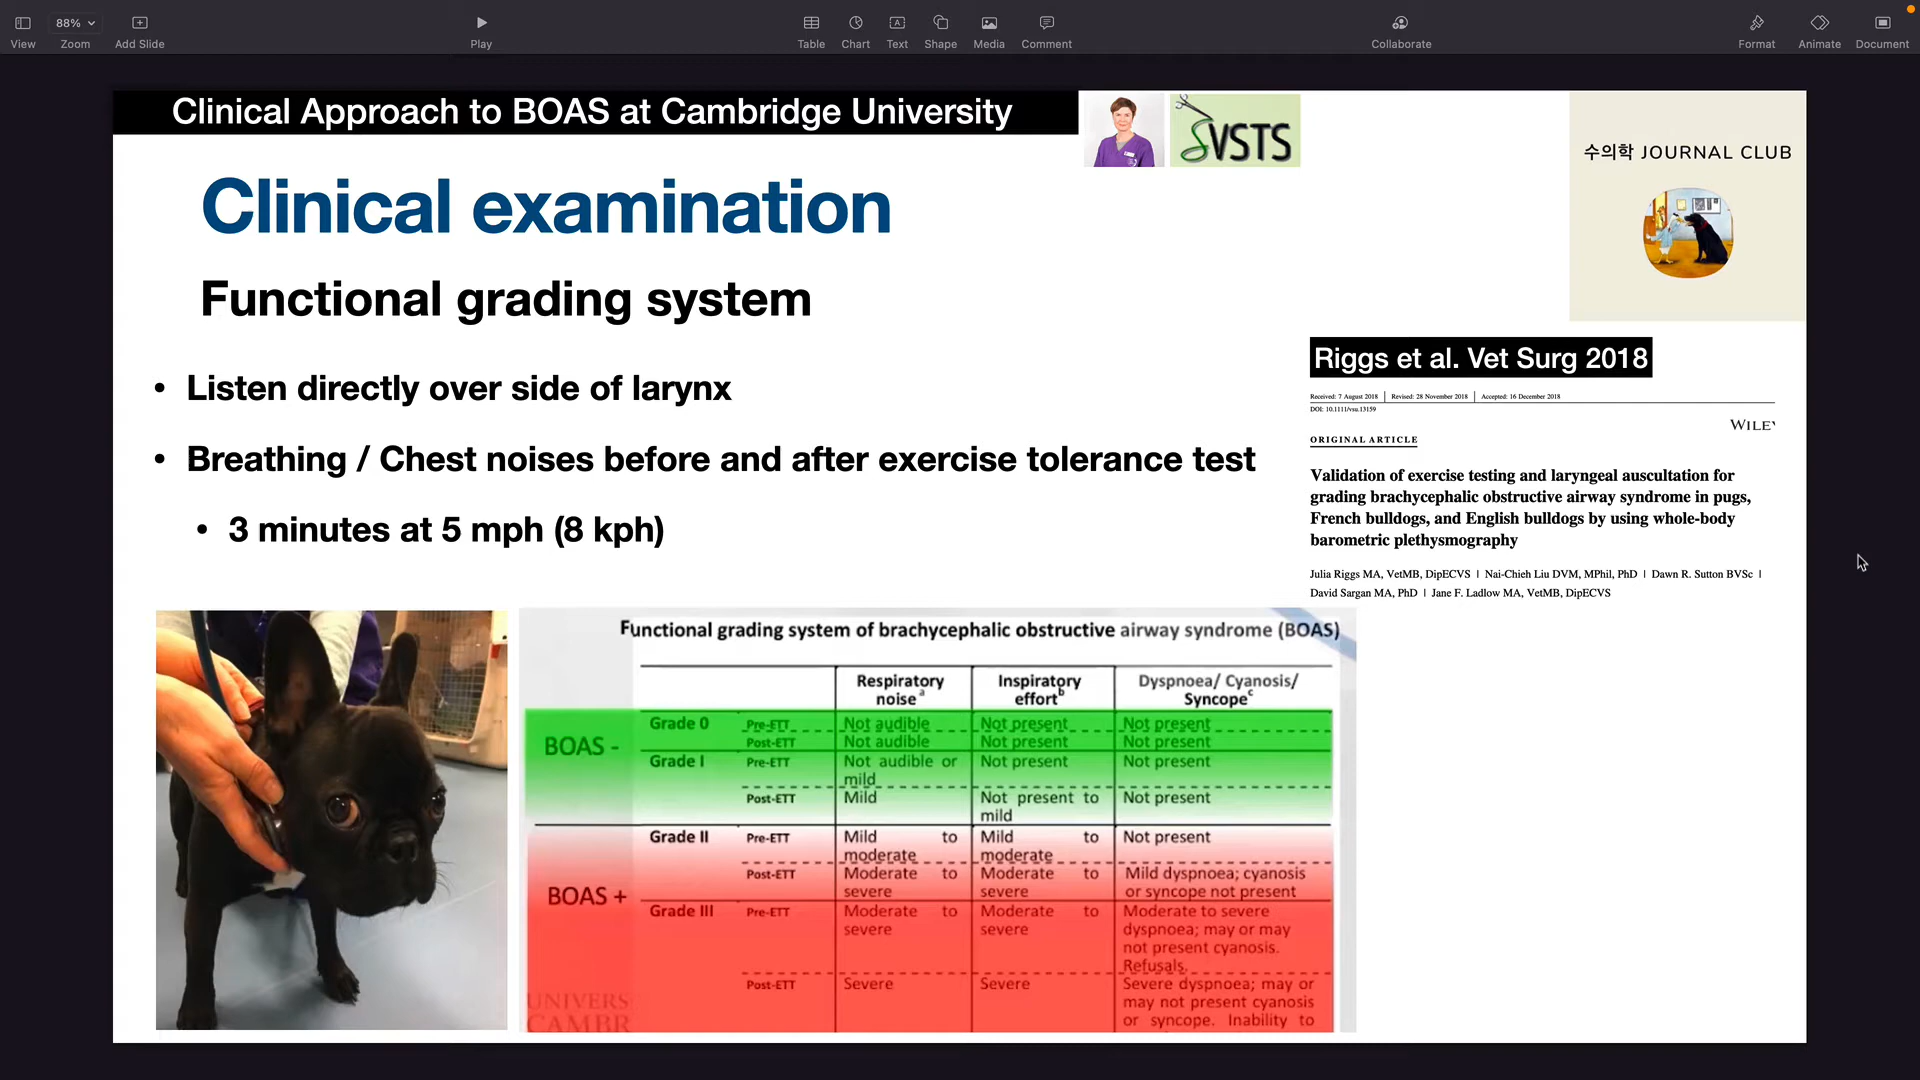 88%
View
Zoom
Add Slide
Play
Table
Chart
Text
Shape
Media
Comment
Collaborate
Format
Animate
Document
Clinical Approach to BOAS at Cambridge University
SVSTS
수의학 JOURNAL CLUB
Clinical examination
Functional grading system
• Listen directly over side of larynx
• Breathing / Chest noises before and after exercise tolerance test
• 3 minutes at 5 mph (8 kph)
Riggs et al. Vet Surg 2018
Received: 7 August 2018 | Revised: 28 November 2018 | Accepted: 16 December 2018
DOI: 10.1111/vsu.13159
WILEY
ORIGINAL ARTICLE
Validation of exercise testing and laryngeal auscultation for
grading brachycephalic obstructive airway syndrome in pugs,
French bulldogs, and English bulldogs by using whole-body
barometric plethysmography
Julia Riggs MA, VetMB, DipECVS | Nai-Chieh Liu DVM, MPhil, PhD | Dawn R. Sutton BVSc |
David Sargan MA, PhD | Jane F. Ladlow MA, VetMB, DipECVS
Functional grading system of brachycephalic obstructive airway syndrome (BOAS)
Respiratory noise a
Inspiratory effort b
Dyspnoea/ Cyanosis/ Syncope c
BOAS -
Grade 0 Pre-ETT Not audible Not present Not present
Post-ETT Not audible Not present Not present
Grade I Pre-ETT Not audible or mild Not present Not present
Post-ETT Mild Not present to mild Not present
BOAS +
Grade II Pre-ETT Mild to moderate Mild to moderate Not present
Post-ETT Moderate to severe Moderate to severe Mild dyspnoea; cyanosis or syncope not present
Grade III Pre-ETT Moderate to severe Moderate to severe Moderate to severe dyspnoea; may or may not present cyanosis. Refusals.
Post-ETT Severe Severe Severe dyspnoea; may or may not present cyanosis or syncope. Inability to
UNIVERS
CAMBR